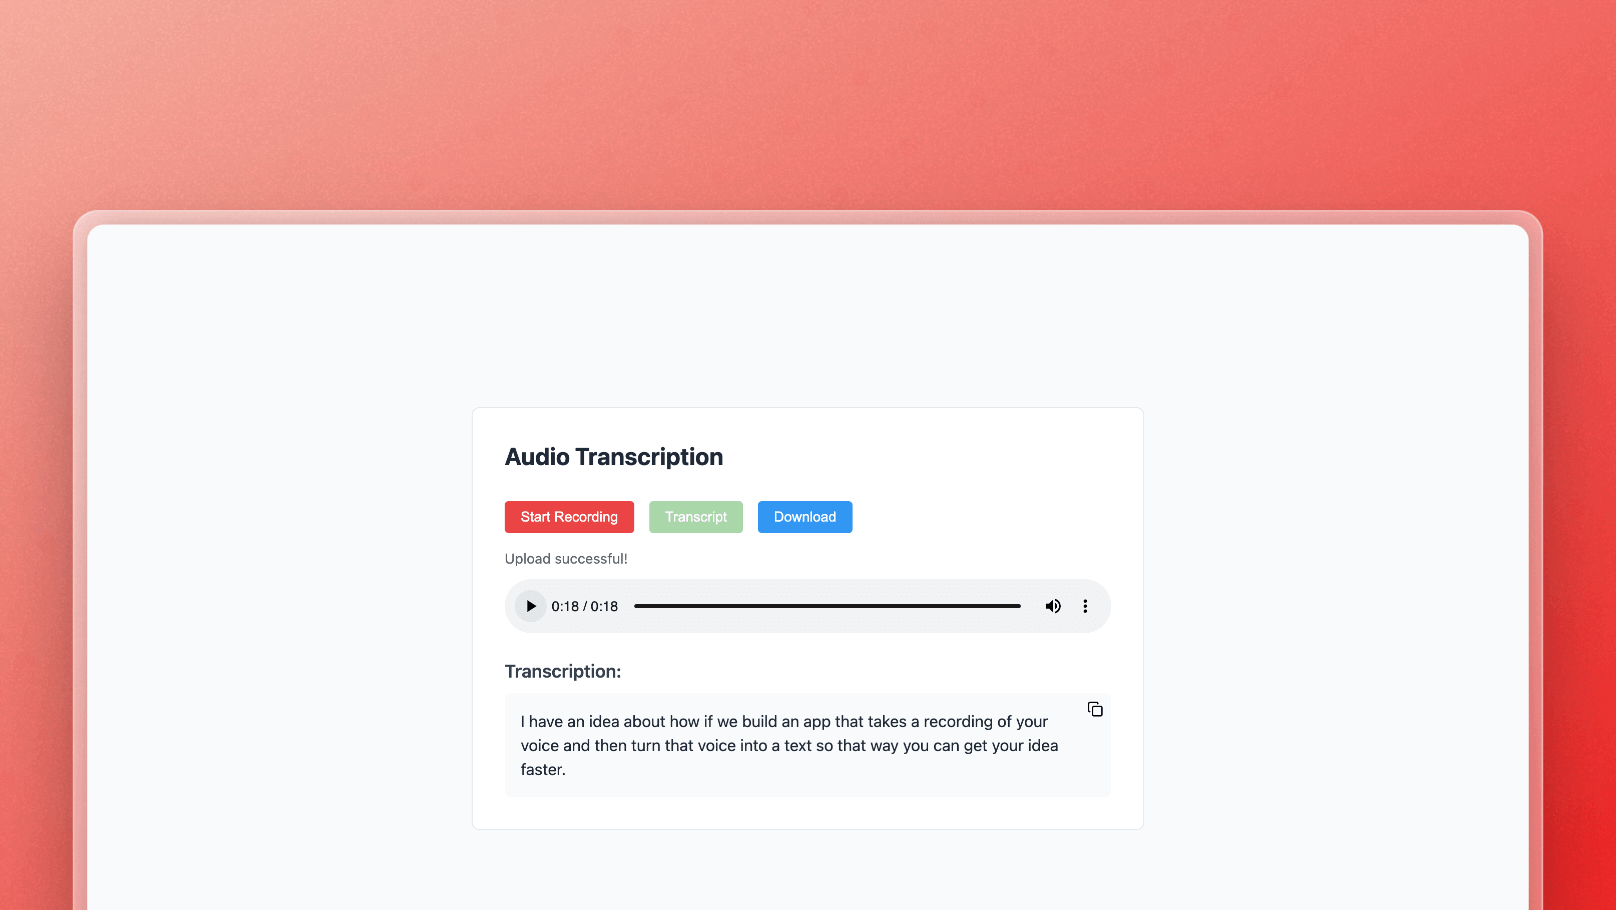 Audio Transcription
Start Recording
Transcript
Download
Upload successful!
0:18 / 0:18
Transcription:
I have an idea about how if we build an app that takes a recording of your
voice and then turn that voice into a text so that way you can get your idea
faster.